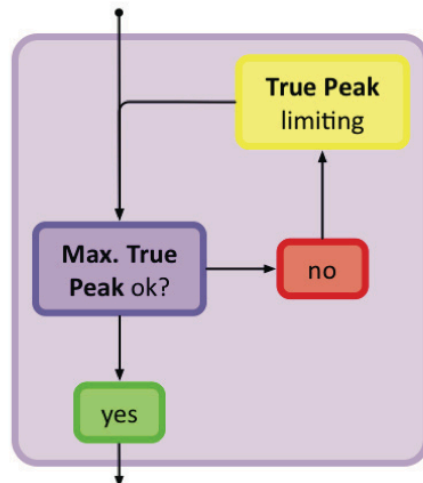 True Peak
limiting
Max. True
Peak ok?
no
yes